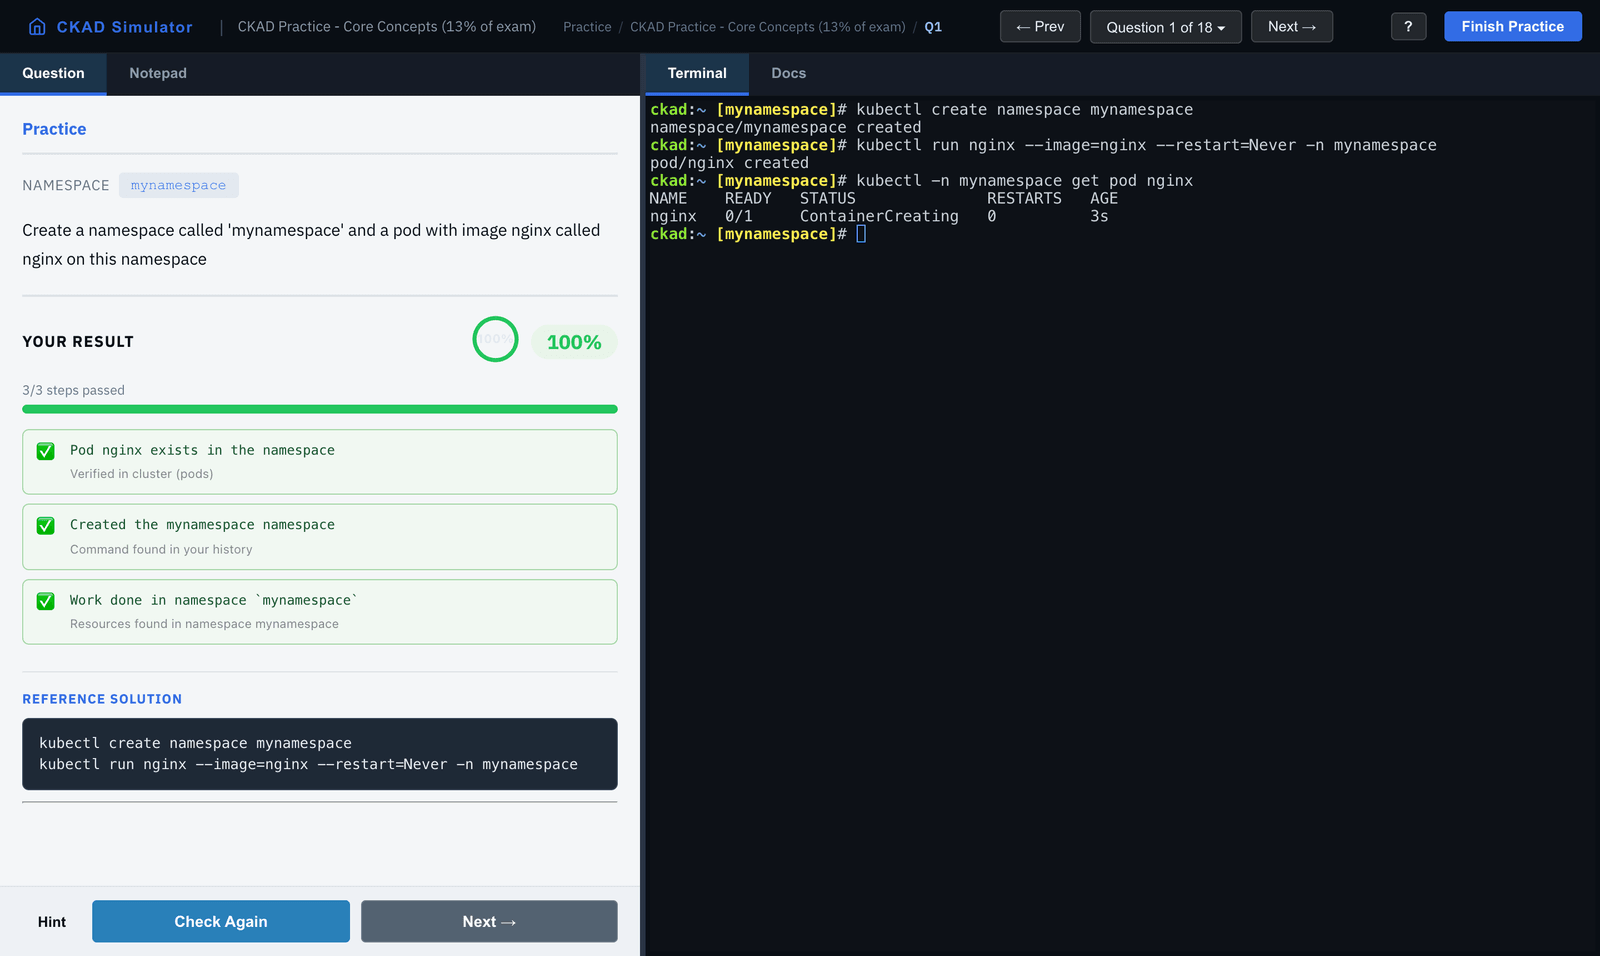 CKAD Simulator | CKAD Practice - Core Concepts (13% of exam) Practice / CKAD Practice - Core Concepts (13% of exam) / Q1 ← Prev Question 1 of 18 Next → ? Finish Practice
Question Notepad
Practice
NAMESPACE mynamespace
Create a namespace called 'mynamespace' and a pod with image nginx called
nginx on this namespace
YOUR RESULT 100% 100%
3/3 steps passed
Pod nginx exists in the namespace
Verified in cluster (pods)
Created the mynamespace namespace
Command found in your history
Work done in namespace `mynamespace`
Resources found in namespace mynamespace
REFERENCE SOLUTION
kubectl create namespace mynamespace
kubectl run nginx --image=nginx --restart=Never -n mynamespace
Hint Check Again Next →
Terminal Docs
ckad:~ [mynamespace]# kubectl create namespace mynamespace
namespace/mynamespace created
ckad:~ [mynamespace]# kubectl run nginx --image=nginx --restart=Never -n mynamespace
pod/nginx created
ckad:~ [mynamespace]# kubectl -n mynamespace get pod nginx
NAME READY STATUS RESTARTS AGE
nginx 0/1 ContainerCreating 0 3s
ckad:~ [mynamespace]#